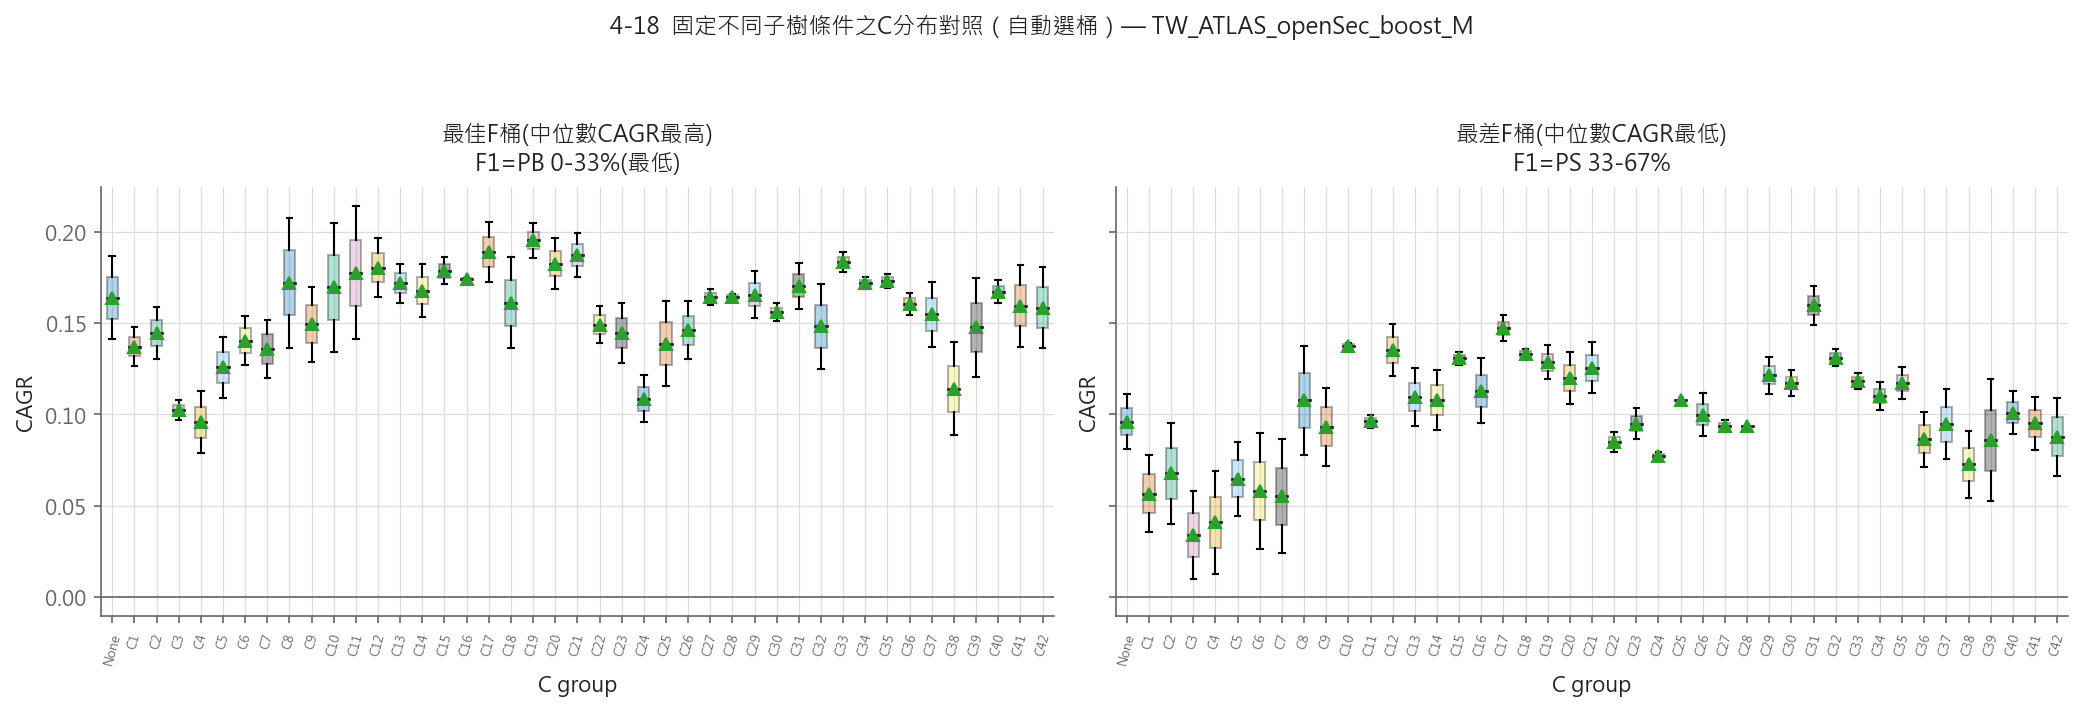 4-18 固定不同子樹條件之C分布對照（自動選桶）— TW_ATLAS_openSec_boost_M
最佳F桶(中位數CAGR最高)
F1=PB 0-33%(最低)
CAGR
0.20
0.15
0.10
0.05
0.00
None C1 C2 C3 C4 C5 C6 C7 C8 C9 C10 C11 C12 C13 C14 C15 C16 C17 C18 C19 C20 C21 C22 C23 C24 C25 C26 C27 C28 C29 C30 C31 C32 C33 C34 C35 C36 C37 C38 C39 C40 C41 C42
C group
最差F桶(中位數CAGR最低)
F1=PS 33-67%
CAGR
None C1 C2 C3 C4 C5 C6 C7 C8 C9 C10 C11 C12 C13 C14 C15 C16 C17 C18 C19 C20 C21 C22 C23 C24 C25 C26 C27 C28 C29 C30 C31 C32 C33 C34 C35 C36 C37 C38 C39 C40 C41 C42
C group